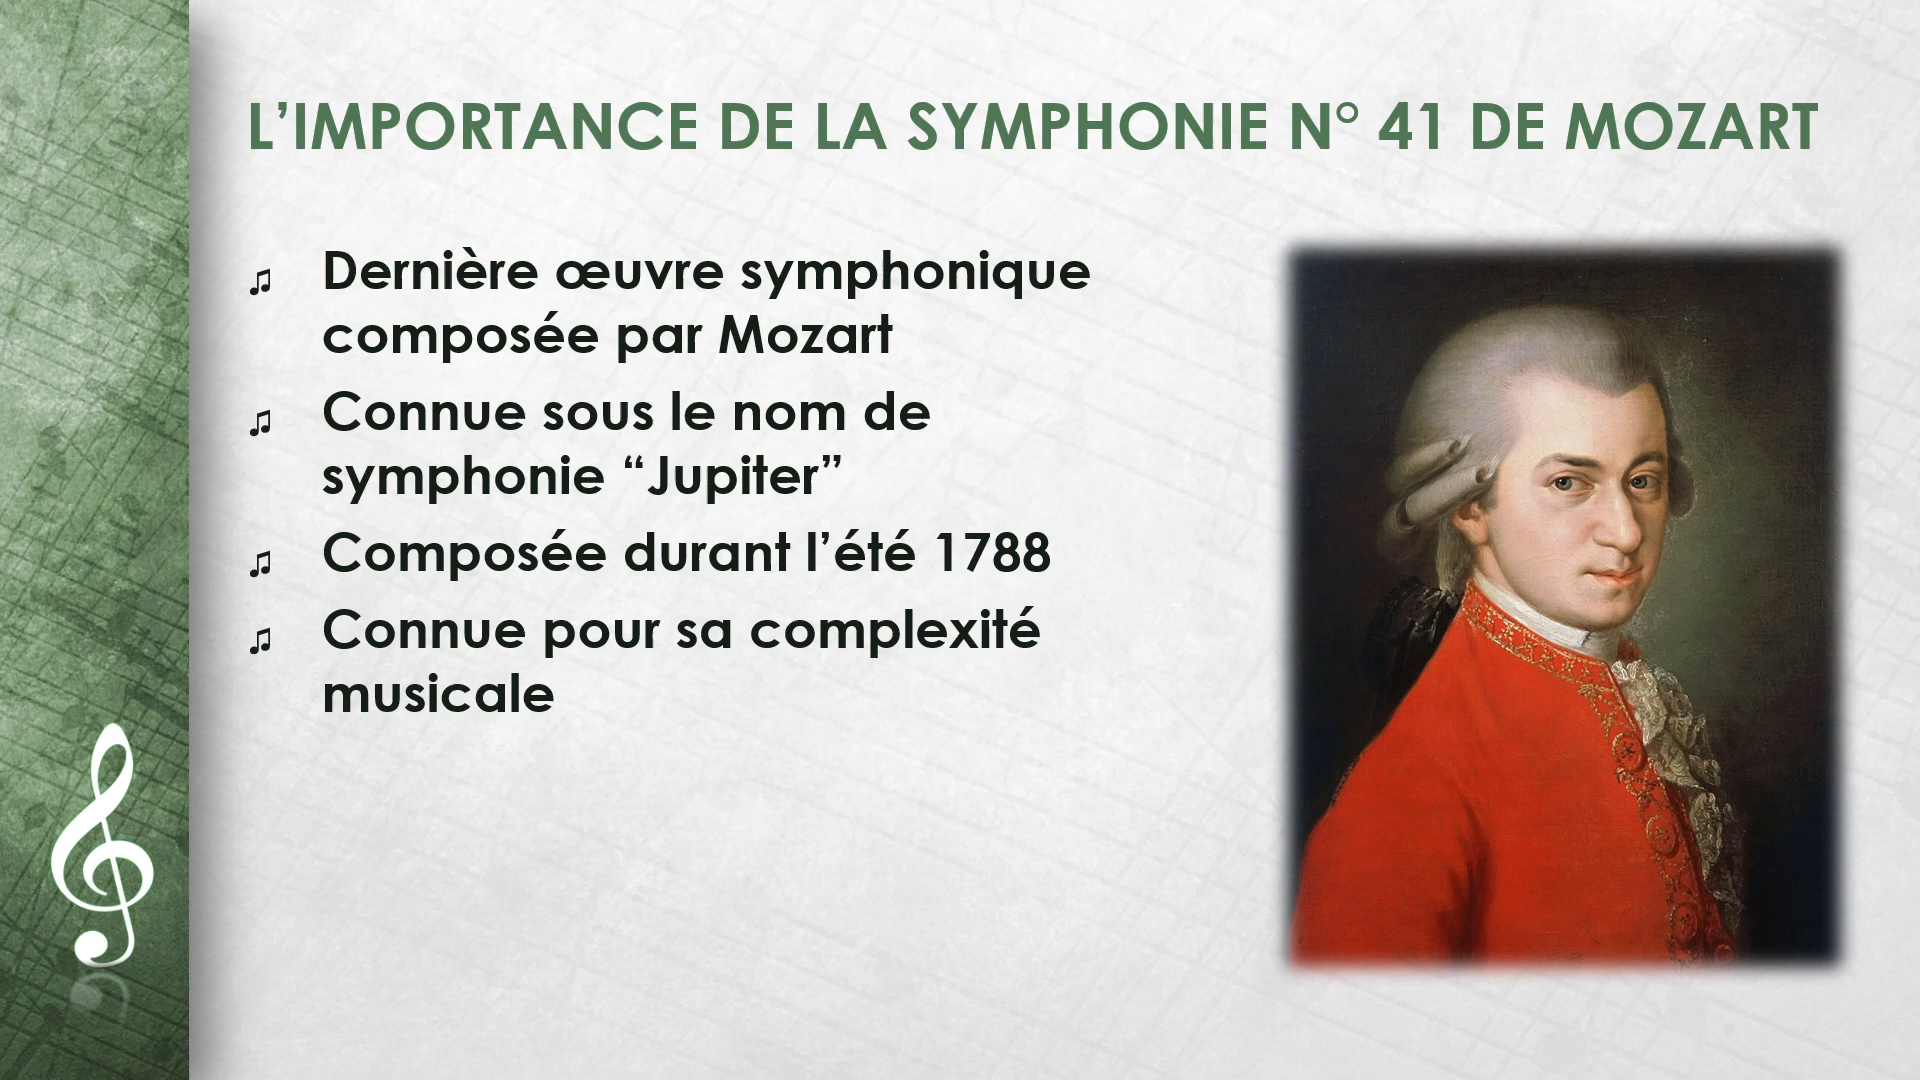 L’IMPORTANCE DE LA SYMPHONIE N° 41 DE MOZART
♫ Dernière œuvre symphonique
composée par Mozart
♫ Connue sous le nom de
symphonie “Jupiter”
♫ Composée durant l’été 1788
♫ Connue pour sa complexité
musicale